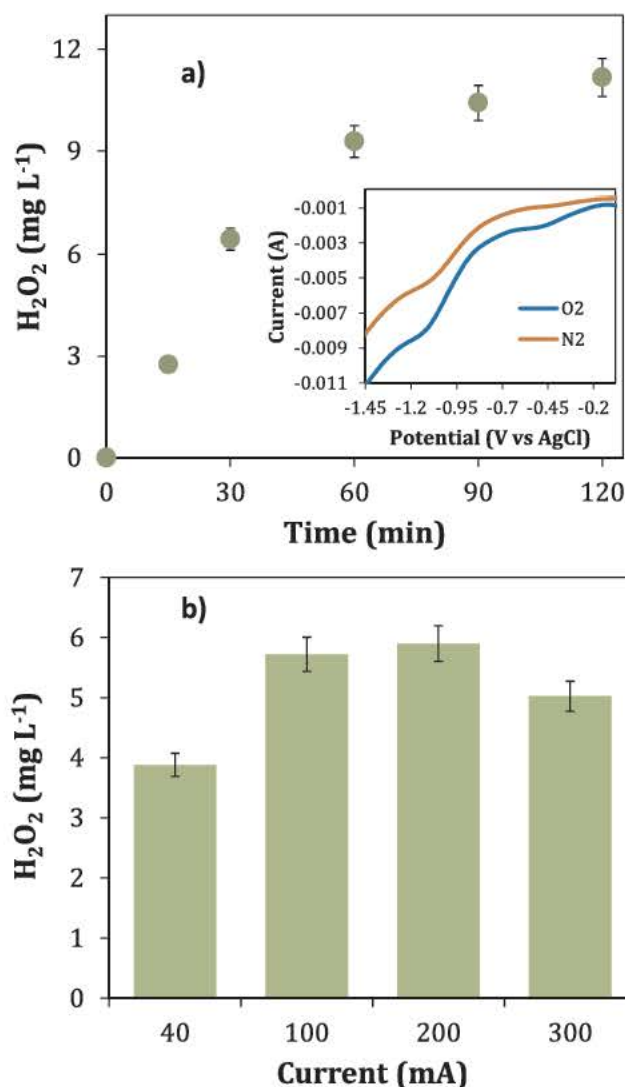 a)
H₂O₂ (mg L⁻¹)
12
9
6
3
0
0 30 60 90 120
Time (min)
Current (A)
-0.001
-0.003
-0.005
-0.007
-0.009
-0.011
O2
N2
-1.45 -1.2 -0.95 -0.7 -0.45 -0.2
Potential (V vs AgCl)
b)
H₂O₂ (mg L⁻¹)
7
6
5
4
3
2
1
0
40 100 200 300
Current (mA)